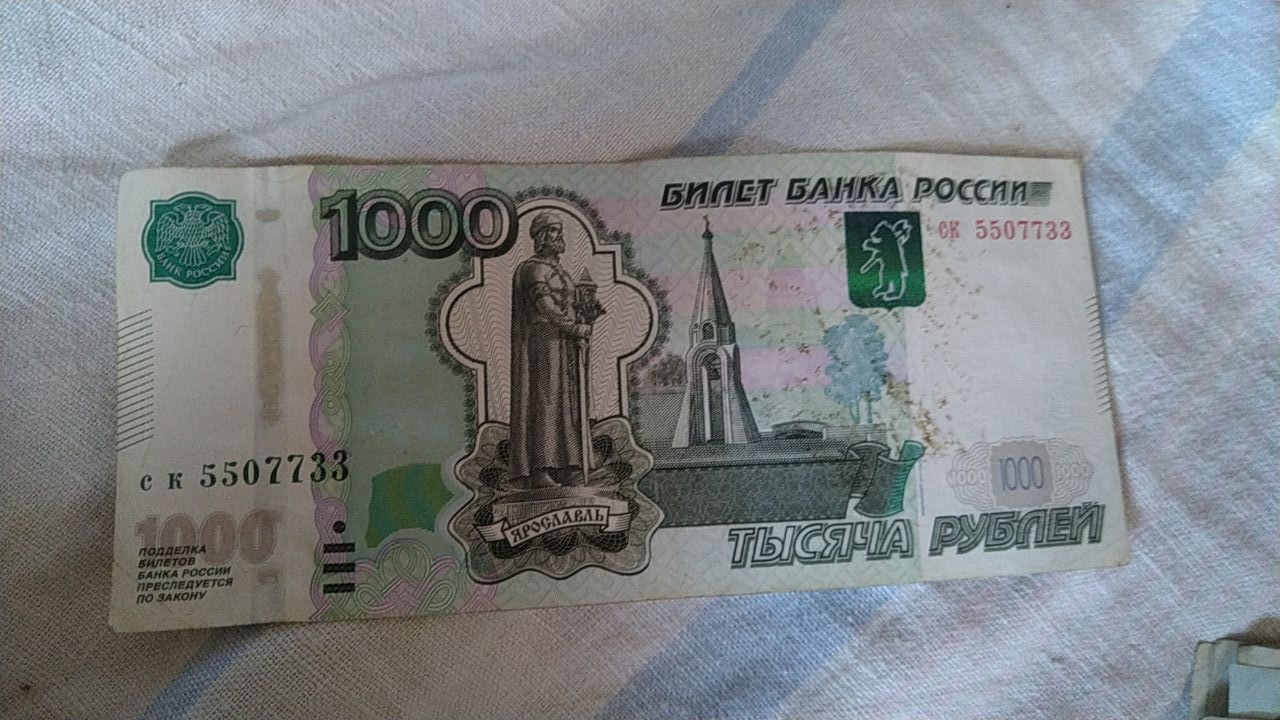 БАНК РОССИИ
1000
БИЛЕТ БАНКА РОССИИ
ск 5507733
ск 5507733
1000
ПОДДЕЛКА
БИЛЕТОВ
БАНКА РОССИИ
ПРЕСЛЕДУЕТСЯ
ПО ЗАКОНУ
ЯРОСЛАВЛЬ
1000 1000 1000
ТЫСЯЧА РУБЛЕЙ